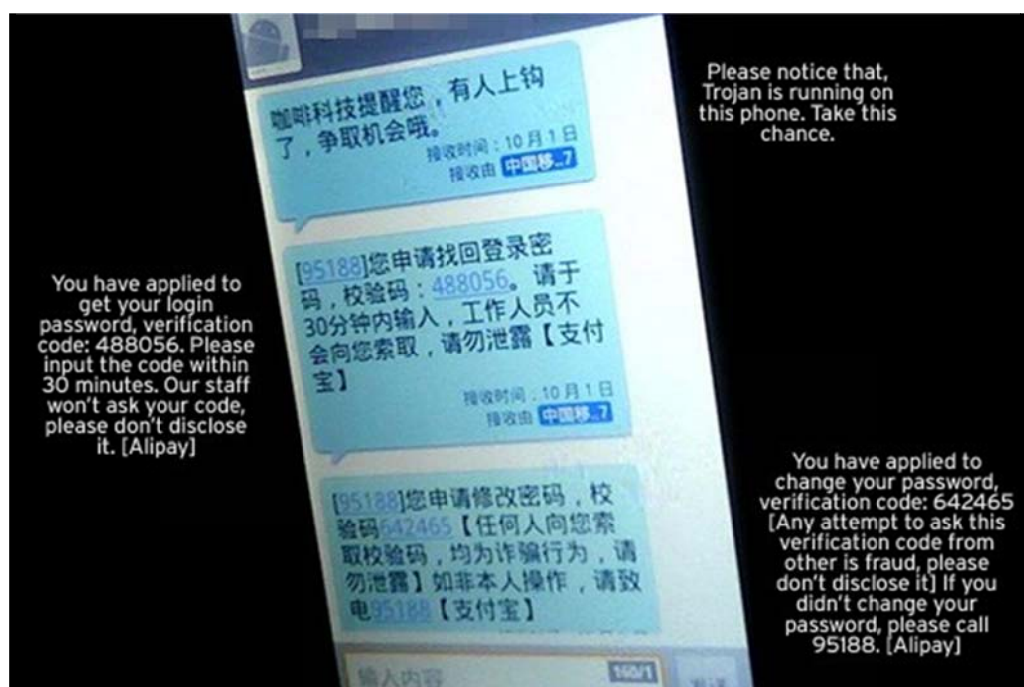 咖啡科技提醒您，有人上钩
了，争取机会哦。
接收时间：10月1日
接收由 中国移..7
Please notice that,
Trojan is running on
this phone. Take this
chance.
[95188]您申请找回登录密
码，校验码：488056。请于
30分钟内输入，工作人员不
会向您索取，请勿泄露【支付
宝】
接收时间：10月1日
接收由 中国移..7
You have applied to
get your login
password, verification
code: 488056. Please
input the code within
30 minutes. Our staff
won't ask your code,
please don't disclose
it. [Alipay]
[95188]您申请修改密码，校
验码642465【任何人向您索
取校验码，均为诈骗行为，请
勿泄露】如非本人操作，请致
电95188【支付宝】
You have applied to
change your password,
verification code: 642465
[Any attempt to ask this
verification code from
other is fraud, please
don't disclose it] If you
didn't change your
password, please call
95188. [Alipay]
输入内容
160/1